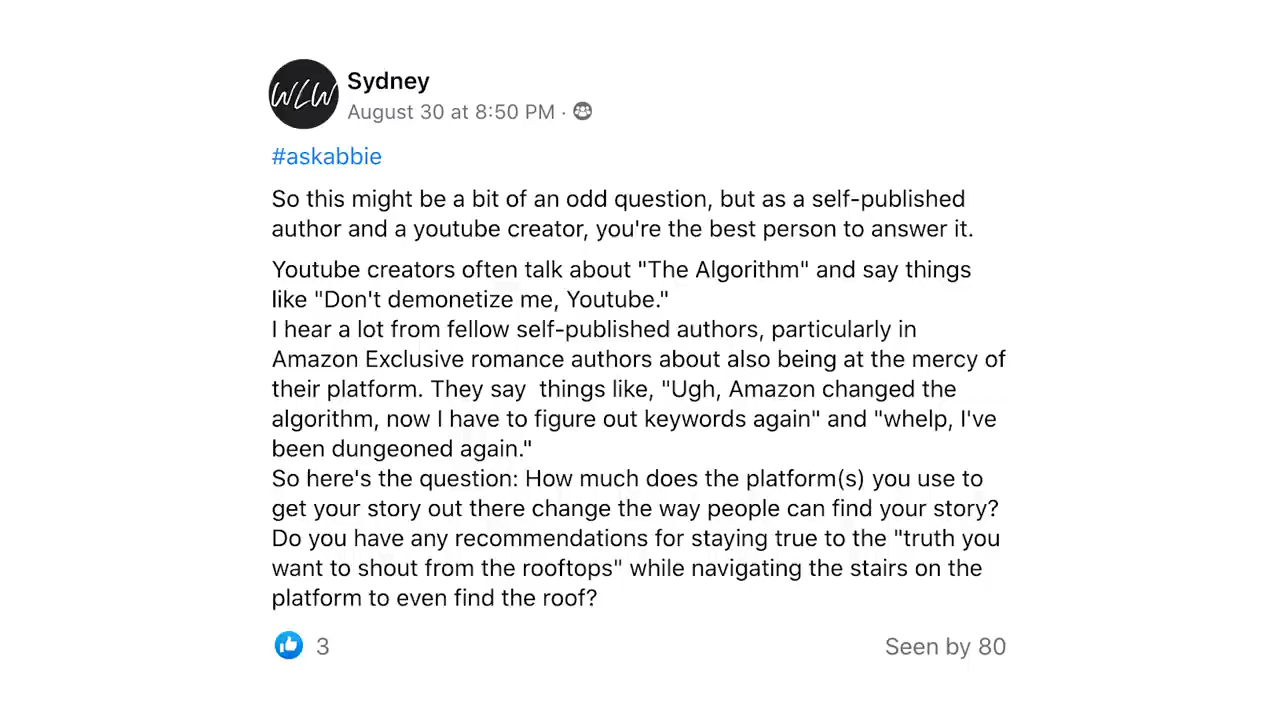 WLW
Sydney
August 30 at 8:50 PM ·
#askabbie
So this might be a bit of an odd question, but as a self-published
author and a youtube creator, you're the best person to answer it.
Youtube creators often talk about "The Algorithm" and say things
like "Don't demonetize me, Youtube."
I hear a lot from fellow self-published authors, particularly in
Amazon Exclusive romance authors about also being at the mercy of
their platform. They say  things like, "Ugh, Amazon changed the
algorithm, now I have to figure out keywords again" and "whelp, I've
been dungeoned again."
So here's the question: How much does the platform(s) you use to
get your story out there change the way people can find your story?
Do you have any recommendations for staying true to the "truth you
want to shout from the rooftops" while navigating the stairs on the
platform to even find the roof?
3
Seen by 80